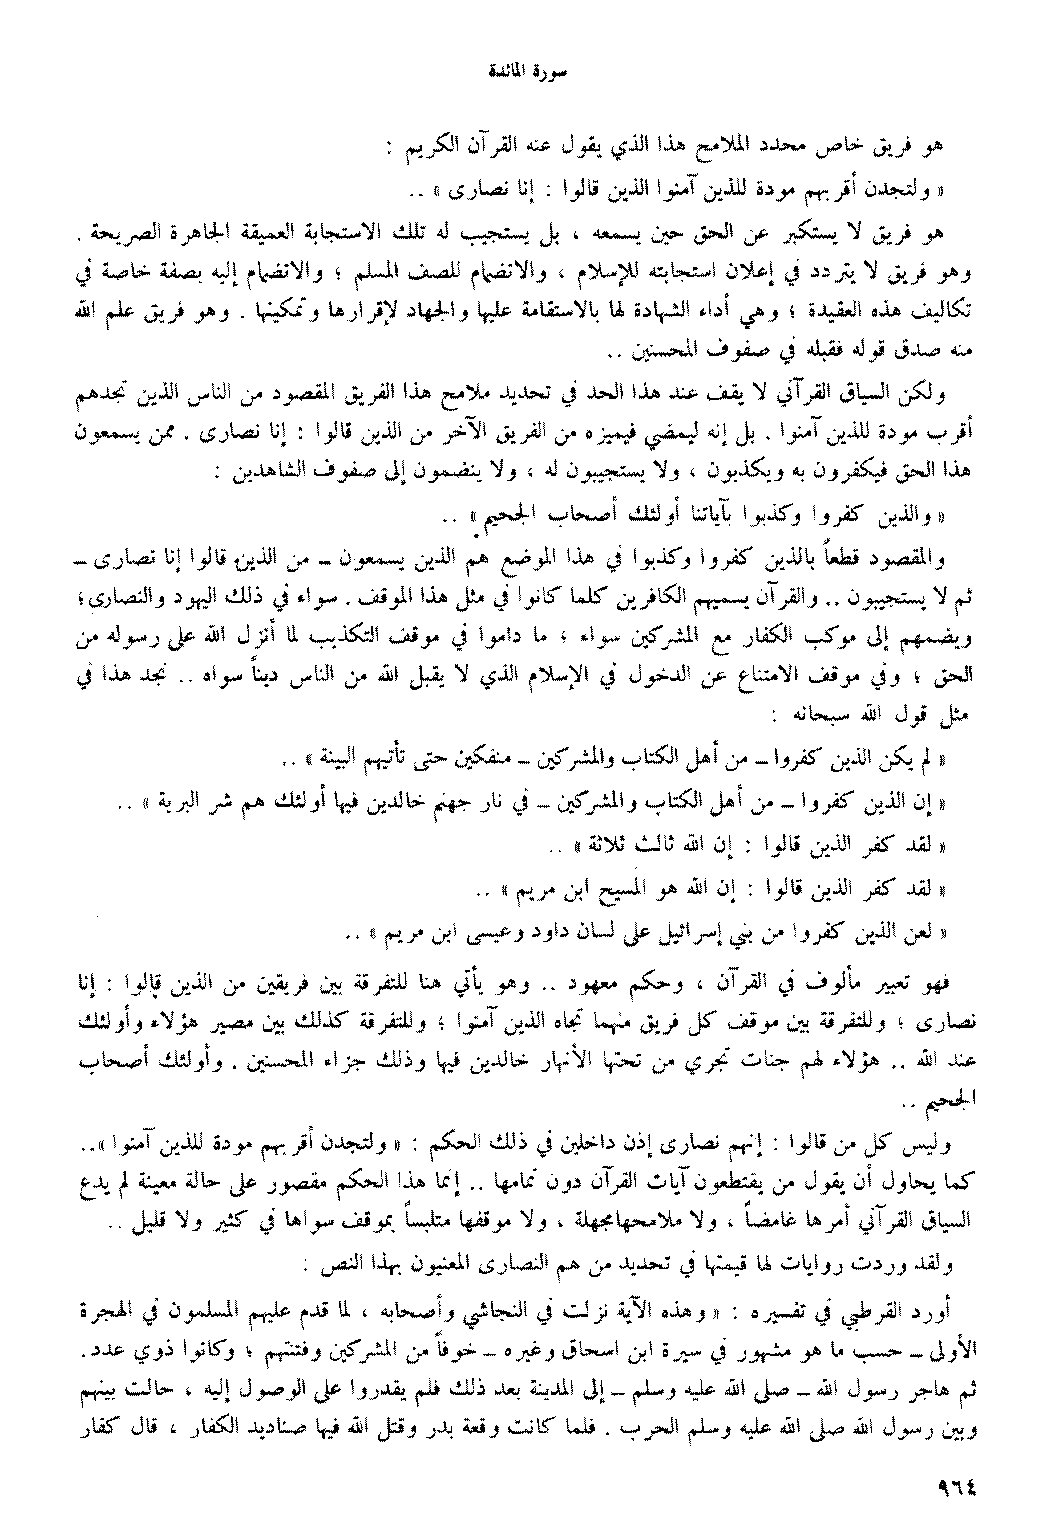 سورة المائدة
هو فريق خاص محدد الملامح هذا الذي يقول عنه القرآن الكريم :
« ولتجدن أقربهم مودة للذين آمنوا الذين قالوا : إنا نصارى » ..
هو فريق لا يستكبر عن الحق حين يسمعه ، بل يستجيب له تلك الاستجابة العميقة الجاهرة الصريحة .
وهو فريق لا يتردد في إعلان استجابته للإسلام ، والانضمام للصف المسلم ؛ والانضمام إليه بصفة خاصة في
تكاليف هذه العقيدة ؛ وهي أداء الشهادة لها بالاستقامة عليها والجهاد لإقرارها وتمكينها . وهو فريق علم الله
منه صدق قوله فقبله في صفوف المحسنين ..
ولكن السياق القرآني لا يقف عند هذا الحد في تحديد ملامح هذا الفريق المقصود من الناس الذين تجدهم
أقرب مودة للذين آمنوا . بل إنه ليمضي فيميزه من الفريق الآخر من الذين قالوا : إنا نصارى . ممن يسمعون
هذا الحق فيكفرون به ويكذبون ، ولا يستجيبون له ، ولا ينضمون إلى صفوف الشاهدين :
« والذين كفروا وكذبوا بآياتنا أولئك أصحاب الجحيم » ..
والمقصود قطعاً بالذين كفروا وكذبوا في هذا الموضع هم الذين يسمعون – من الذين قالوا إنا نصارى –
ثم لا يستجيبون .. والقرآن يسميهم الكافرين كلما كانوا في مثل هذا الموقف . سواء في ذلك اليهود والنصارى؛
ويضمهم إلى موكب الكفار مع المشركين سواء ؛ ما داموا في موقف التكذيب لما أنزل الله على رسوله من
الحق ؛ وفي موقف الامتناع عن الدخول في الإسلام الذي لا يقبل الله من الناس ديناً سواه .. نجد هذا في
مثل قول الله سبحانه :
« لم يكن الذين كفروا – من أهل الكتاب والمشركين – منفكين حتى تأتيهم البينة » ..
« إن الذين كفروا – من أهل الكتاب والمشركين – في نار جهنم خالدين فيها أولئك هم شر البرية » ..
« لقد كفر الذين قالوا : إن الله ثالث ثلاثة » ..
« لقد كفر الذين قالوا : إن الله هو المسيح ابن مريم » ..
« لعن الذين كفروا من بني إسرائيل على لسان داود وعيسى ابن مريم » ..
فهو تعبير مألوف في القرآن ، وحكم معهود .. وهو يأتي هنا للتفرقة بين فريقين من الذين قالوا : إنا
نصارى ؛ وللتفرقة بين موقف كل فريق منهما تجاه الذين آمنوا ؛ وللتفرقة كذلك بين مصير هؤلاء وأولئك
عند الله .. هؤلاء لهم جنات تجري من تحتها الأنهار خالدين فيها وذلك جزاء المحسنين . وأولئك أصحاب
الجحيم ..
وليس كل من قالوا : إنهم نصارى إذن داخلين في ذلك الحكم : « ولتجدن أقربهم مودة للذين آمنوا »..
كما يحاول أن يقول من يقتطعون آيات القرآن دون تمامها .. إنما هذا الحكم مقصور على حالة معينة لم يدع
السياق القرآني أمرها غامضاً ، ولا ملامحها مجهلة ، ولا موقفها متلبساً بموقف سواها في كثير ولا قليل ..
ولقد وردت روايات لها قيمتها في تحديد من هم النصارى المعنيون بهذا النص :
أورد القرطبي في تفسيره : « وهذه الآية نزلت في النجاشي وأصحابه ، لما قدم عليهم المسلمون في الهجرة
الأولى – حسب ما هو مشهور في سيرة ابن اسحاق وغيره – خوفاً من المشركين وفتنتهم ؛ وكانوا ذوي عدد.
ثم هاجر رسول الله – صلى الله عليه وسلم – إلى المدينة بعد ذلك فلم يقدروا على الوصول إليه ، حالت بينهم
وبين رسول الله صلى الله عليه وسلم الحرب . فلما كانت وقعة بدر وقتل الله فيها صناديد الكفار ، قال كفار
٩٦٤